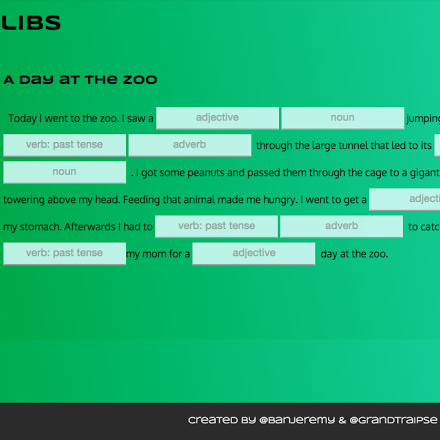 LIBS
A Day at the Zoo
Today I went to the zoo. I saw a adjective noun jumping
verb: past tense adverb through the large tunnel that led to its
noun . I got some peanuts and passed them through the cage to a gigant
towering above my head. Feeding that animal made me hungry. I went to get a adjecti
my stomach. Afterwards I had to verb: past tense adverb to catc
verb: past tense my mom for a adjective day at the zoo.
Created by @banjeremy & @grandtraipse